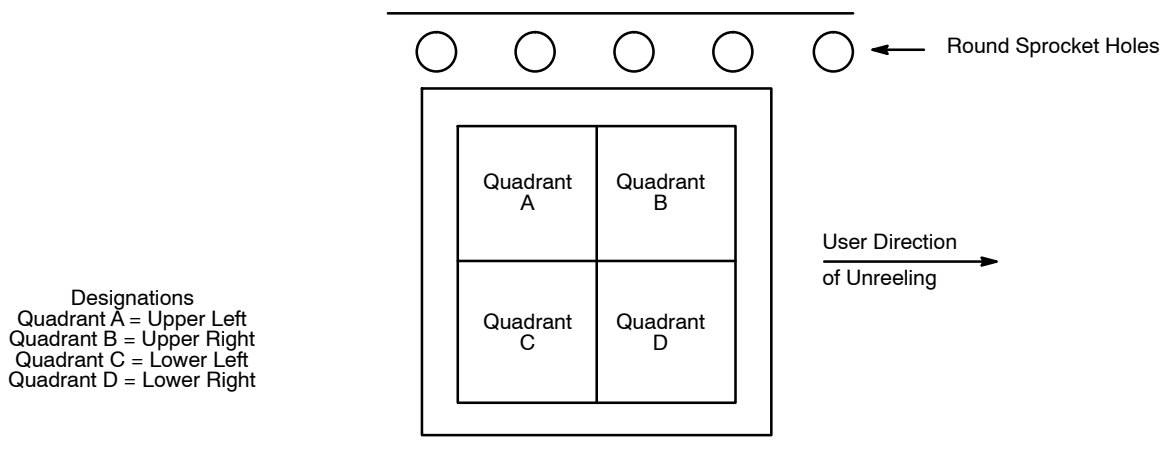 Round Sprocket Holes
Quadrant
A
Quadrant
B
User Direction
of Unreeling
Quadrant
C
Quadrant
D
Designations
Quadrant A = Upper Left
Quadrant B = Upper Right
Quadrant C = Lower Left
Quadrant D = Lower Right